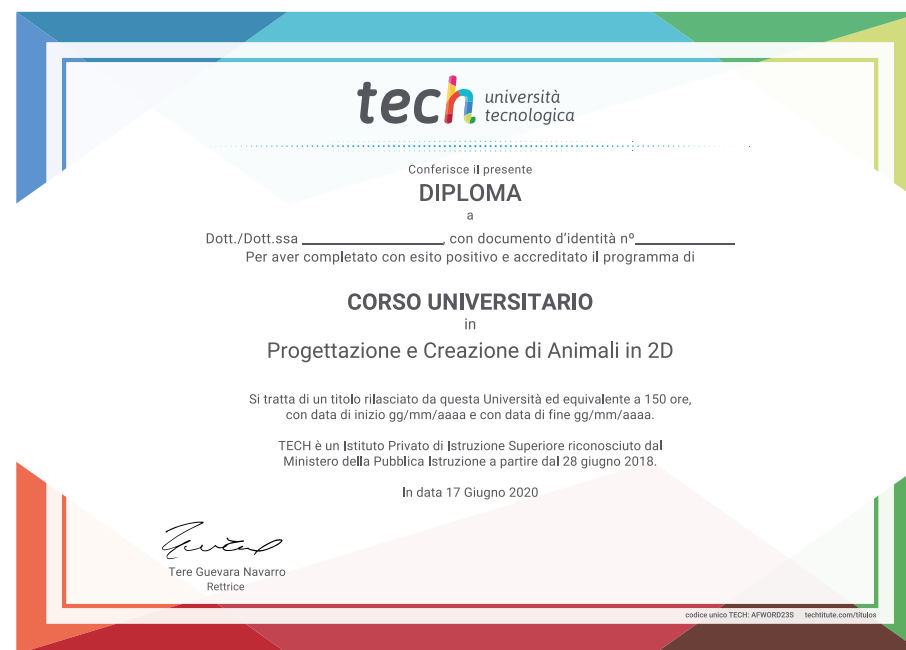 tech università
tecnologica
Conferisce il presente
DIPLOMA
a
Dott./Dott.ssa ________________, con documento d'identità nº____________
Per aver completato con esito positivo e accreditato il programma di
CORSO UNIVERSITARIO
in
Progettazione e Creazione di Animali in 2D
Si tratta di un titolo rilasciato da questa Università ed equivalente a 150 ore,
con data di inizio gg/mm/aaaa e con data di fine gg/mm/aaaa.
TECH è un Istituto Privato di Istruzione Superiore riconosciuto dal
Ministero della Pubblica Istruzione a partire dal 28 giugno 2018.
In data 17 Giugno 2020
Tere Guevara Navarro
Rettrice
codice unico TECH: AFWORD23S techtitute.com/titulos